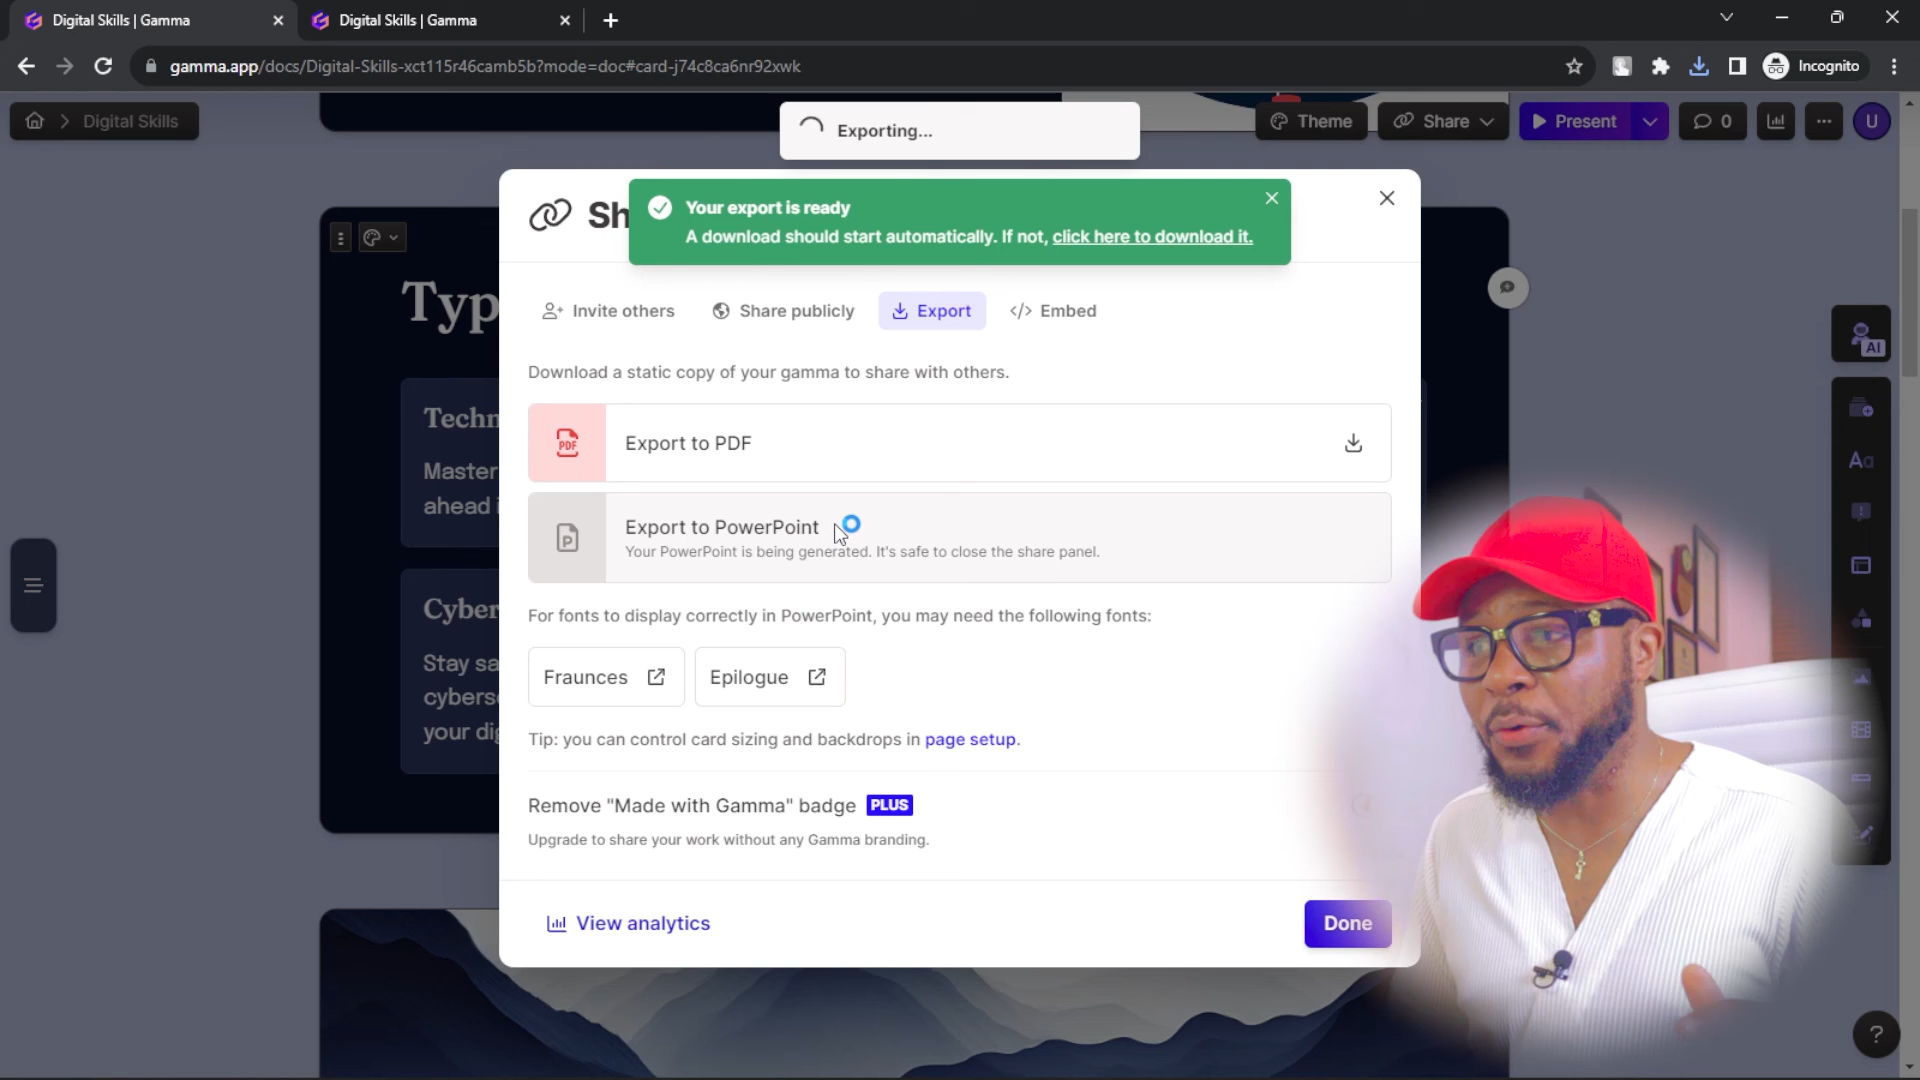 Digital Skills | Gamma
Digital Skills | Gamma
gamma.app/docs/Digital-Skills-xct115r46camb5b?mode=doc#card-j74c8ca6nr92xwk
Incognito
Digital Skills
Exporting...
Theme
Share
Present
0
U
Sh
Your export is ready
A download should start automatically. If not, click here to download it.
Typ
Invite others
Share publicly
Export
Embed
AI
Download a static copy of your gamma to share with others.
Techn
Master
ahead i
PDF
Export to PDF
Aa
P
Export to PowerPoint
Your PowerPoint is being generated. It's safe to close the share panel.
Cyber
Stay sa
cybers
your dig
For fonts to display correctly in PowerPoint, you may need the following fonts:
Fraunces
Epilogue
Tip: you can control card sizing and backdrops in page setup.
Remove "Made with Gamma" badge PLUS
Upgrade to share your work without any Gamma branding.
View analytics
Done
?